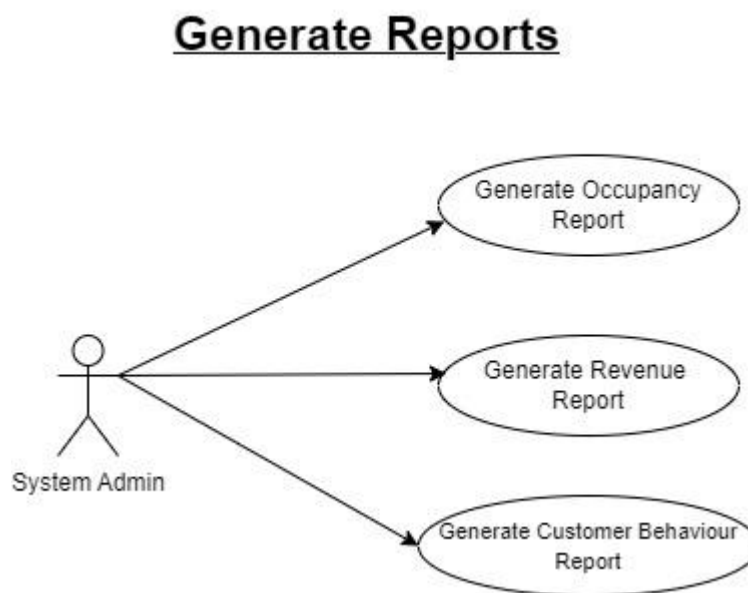 Generate Reports
Generate Occupancy
Report
Generate Revenue
Report
System Admin
Generate Customer Behaviour
Report